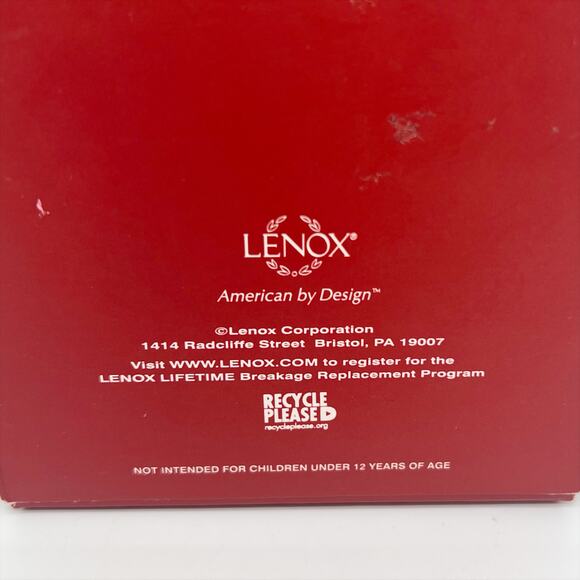 LENOX®
American by Design™
©Lenox Corporation
1414 Radcliffe Street Bristol, PA 19007
Visit WWW.LENOX.COM to register for the
LENOX LIFETIME Breakage Replacement Program
RECYCLE
PLEASE
recycleplease.org
NOT INTENDED FOR CHILDREN UNDER 12 YEARS OF AGE